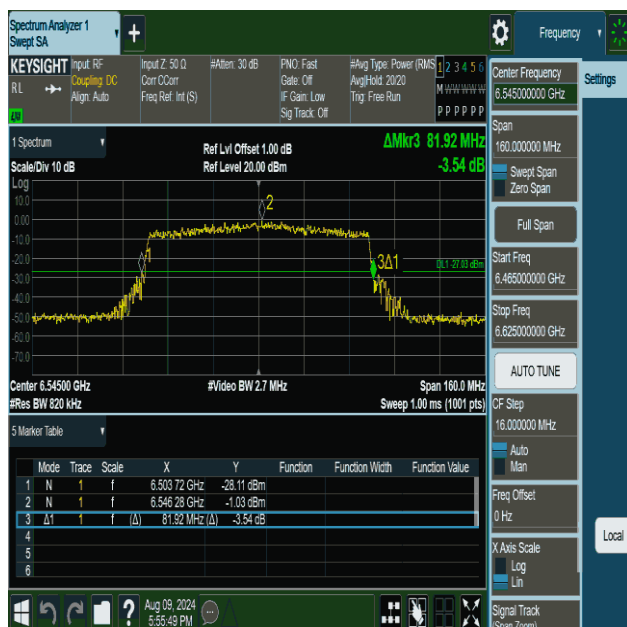 Spectrum Analyzer 1
Swept SA
+
Frequency
KEYSIGHT
RL
Input: RF
Coupling: DC
Align: Auto
Input Z: 50 Ω
Corr CCorr
Freq Ref: Int (S)
#Atten: 30 dB
PNO: Fast
Gate: Off
IF Gain: Low
Sig Track: Off
#Avg Type: Power (RMS
Avg|Hold: 20/20
Trig: Free Run
1 2 3 4 5 6
M W W W W W
P P P P P P
1 Spectrum
Scale/Div 10 dB
Log
Ref Lvl Offset 1.00 dB
Ref Level 20.00 dBm
ΔMkr3 81.92 MHz
-3.54 dB
10.0
0.00
-10.0
-20.0
-30.0
-40.0
-50.0
-60.0
-70.0
2
1
3Δ1
DL1 -27.03 dBm
Center 6.54500 GHz
#Video BW 2.7 MHz
Span 160.0 MHz
#Res BW 820 kHz
Sweep 1.00 ms (1001 pts)
5 Marker Table
Mode Trace Scale X Y Function Function Width Function Value
1 N 1 f 6.503 72 GHz -28.11 dBm
2 N 1 f 6.546 28 GHz -1.03 dBm
3 Δ1 1 f (Δ) 81.92 MHz (Δ) -3.54 dB
4
5
6
Center Frequency
6.545000000 GHz
Settings
Span
160.000000 MHz
Swept Span
Zero Span
Full Span
Start Freq
6.465000000 GHz
Stop Freq
6.625000000 GHz
AUTO TUNE
CF Step
16.000000 MHz
Auto
Man
Freq Offset
0 Hz
X Axis Scale
Log
Lin
Local
Signal Track
(Span Zoom)
?
Aug 09, 2024
5:55:49 PM